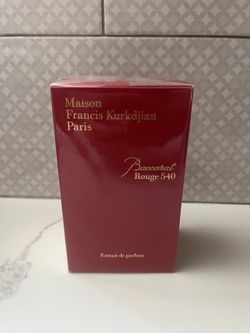 Maison
Francis Kurkdjian
Paris
Baccarat
Rouge 540
Extrait de parfum